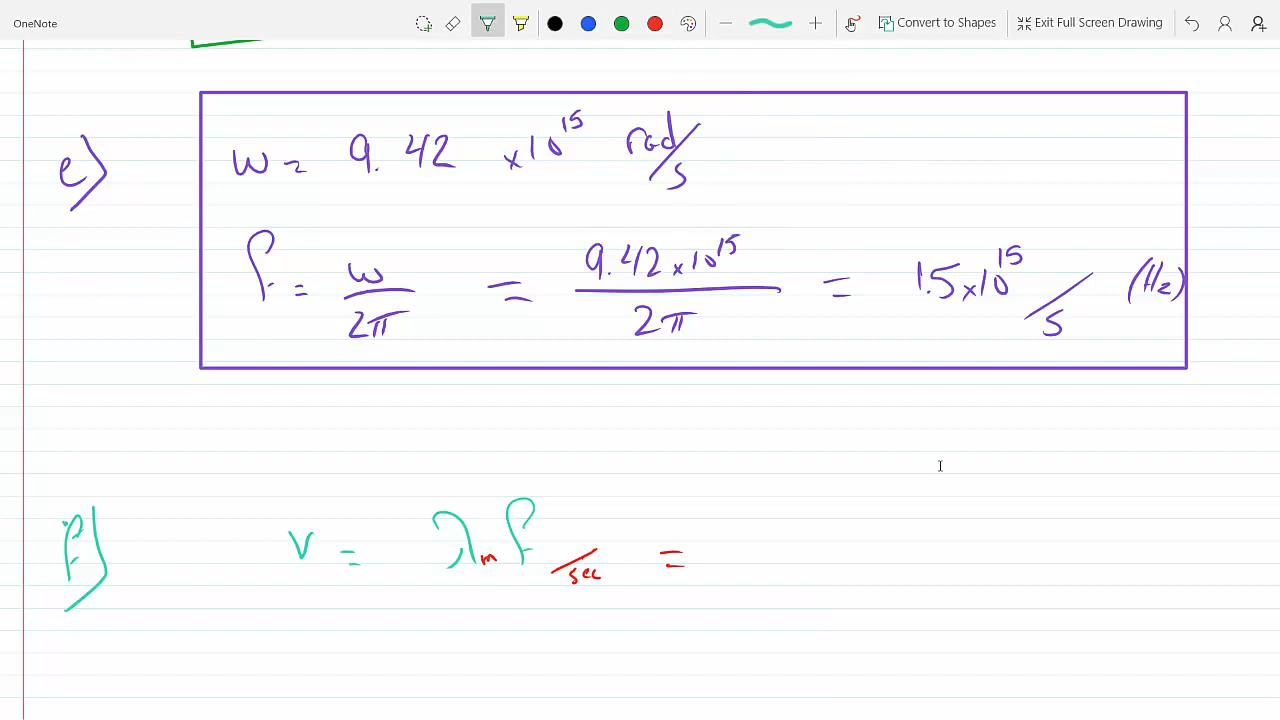 OneNote
Convert to Shapes
Exit Full Screen Drawing
e) w = 9.42 ×10^15 rad/s
f = w/2π = 9.42×10^15/2π = 1.5×10^15 /s (Hz)
f) v = λ m f /sec =